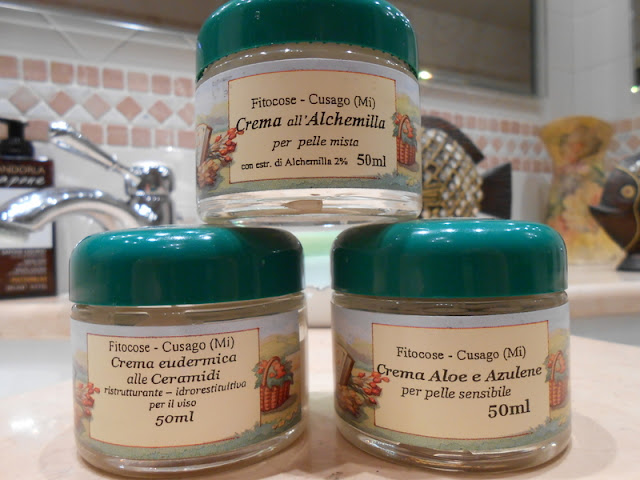 Fitocose - Cusago (Mi)
Crema all'Alchemilla
per pelle mista
con estr. di Alchemilla 2% 50ml
Fitocose - Cusago (Mi)
Crema eudermica
alle Ceramidi
ristrutturante – idrorestitutiva
per il viso
50ml
Fitocose - Cusago (Mi)
Crema Aloe e Azulene
per pelle sensibile
50ml